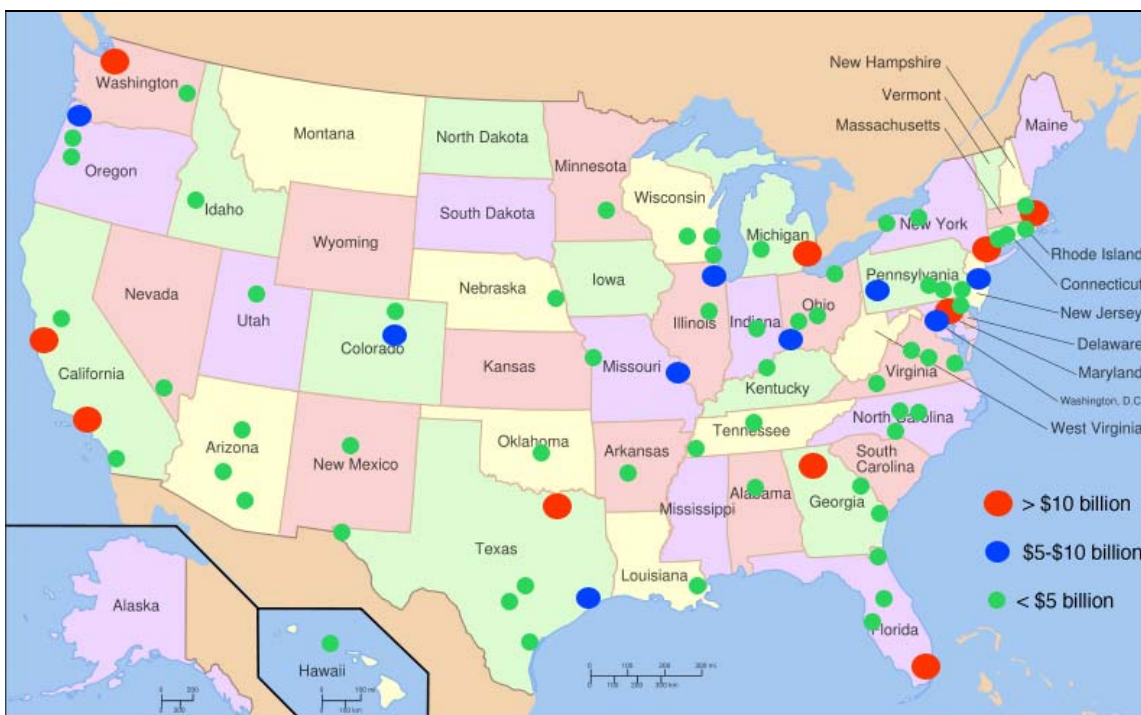 New Hampshire
Vermont
Massachusetts
Washington
Montana
North Dakota
Minnesota
Maine
Oregon
Idaho
South Dakota
Wisconsin
Michigan
New York
Wyoming
Rhode Island
Connecticut
Nevada
Utah
Nebraska
Iowa
Pennsylvania
New Jersey
Illinois
Indiana
Ohio
Delaware
California
Colorado
Kansas
Missouri
Kentucky
Virginia
Maryland
Washington, D.C
West Virginia
Arizona
New Mexico
Oklahoma
Arkansas
Tennessee
North Carolina
South
Carolina
Mississippi
Alabama
Georgia
> $10 billion
Texas
Louisiana
$5-$10 billion
Alaska
< $5 billion
Florida
Hawaii